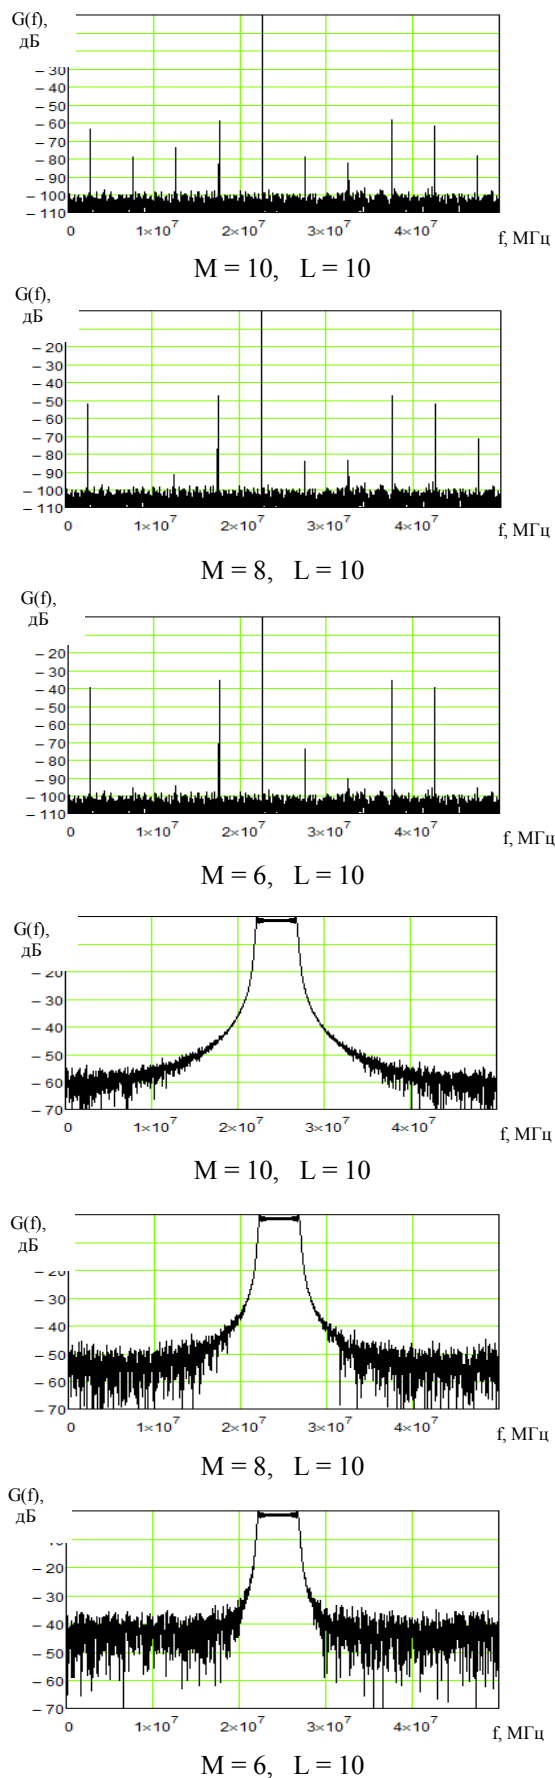 G(f),
дБ
– 30
– 40
– 50
– 60
– 70
– 80
– 90
– 100
– 110
0 1×10⁷ 2×10⁷ 3×10⁷ 4×10⁷
f, МГц
M = 10, L = 10
G(f),
дБ
– 20
– 30
– 40
– 50
– 60
– 70
– 80
– 90
– 100
– 110
0 1×10⁷ 2×10⁷ 3×10⁷ 4×10⁷
f, МГц
M = 8, L = 10
G(f),
дБ
– 20
– 30
– 40
– 50
– 60
– 70
– 80
– 90
– 100
– 110
0 1×10⁷ 2×10⁷ 3×10⁷ 4×10⁷
f, МГц
M = 6, L = 10
G(f),
дБ
– 20
– 30
– 40
– 50
– 60
– 70
0 1×10⁷ 2×10⁷ 3×10⁷ 4×10⁷
f, МГц
M = 10, L = 10
G(f),
дБ
– 20
– 30
– 40
– 50
– 60
– 70
0 1×10⁷ 2×10⁷ 3×10⁷ 4×10⁷
f, МГц
M = 8, L = 10
G(f),
дБ
– 20
– 30
– 40
– 50
– 60
– 70
0 1×10⁷ 2×10⁷ 3×10⁷ 4×10⁷
f, МГц
M = 6, L = 10